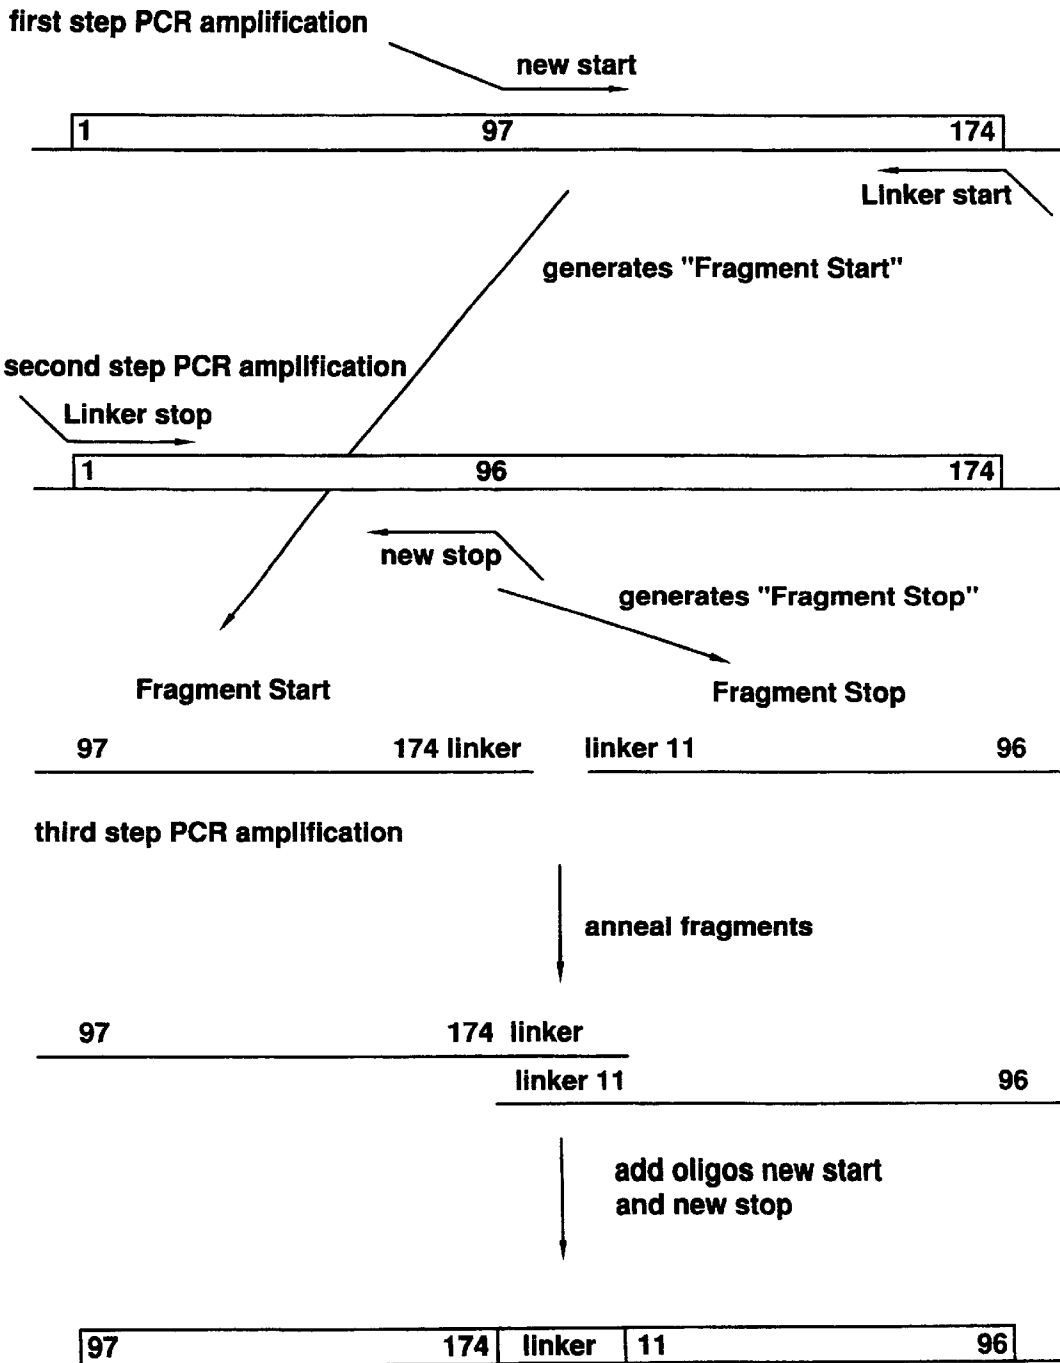 first step PCR amplification
new start
1 97 174
Linker start
generates "Fragment Start"
second step PCR amplification
Linker stop
1 96 174
new stop
generates "Fragment Stop"
Fragment Start Fragment Stop
97 174 linker linker 11 96
third step PCR amplification
anneal fragments
97 174 linker
linker 11 96
add oligos new start
and new stop
97 174 linker 11 96